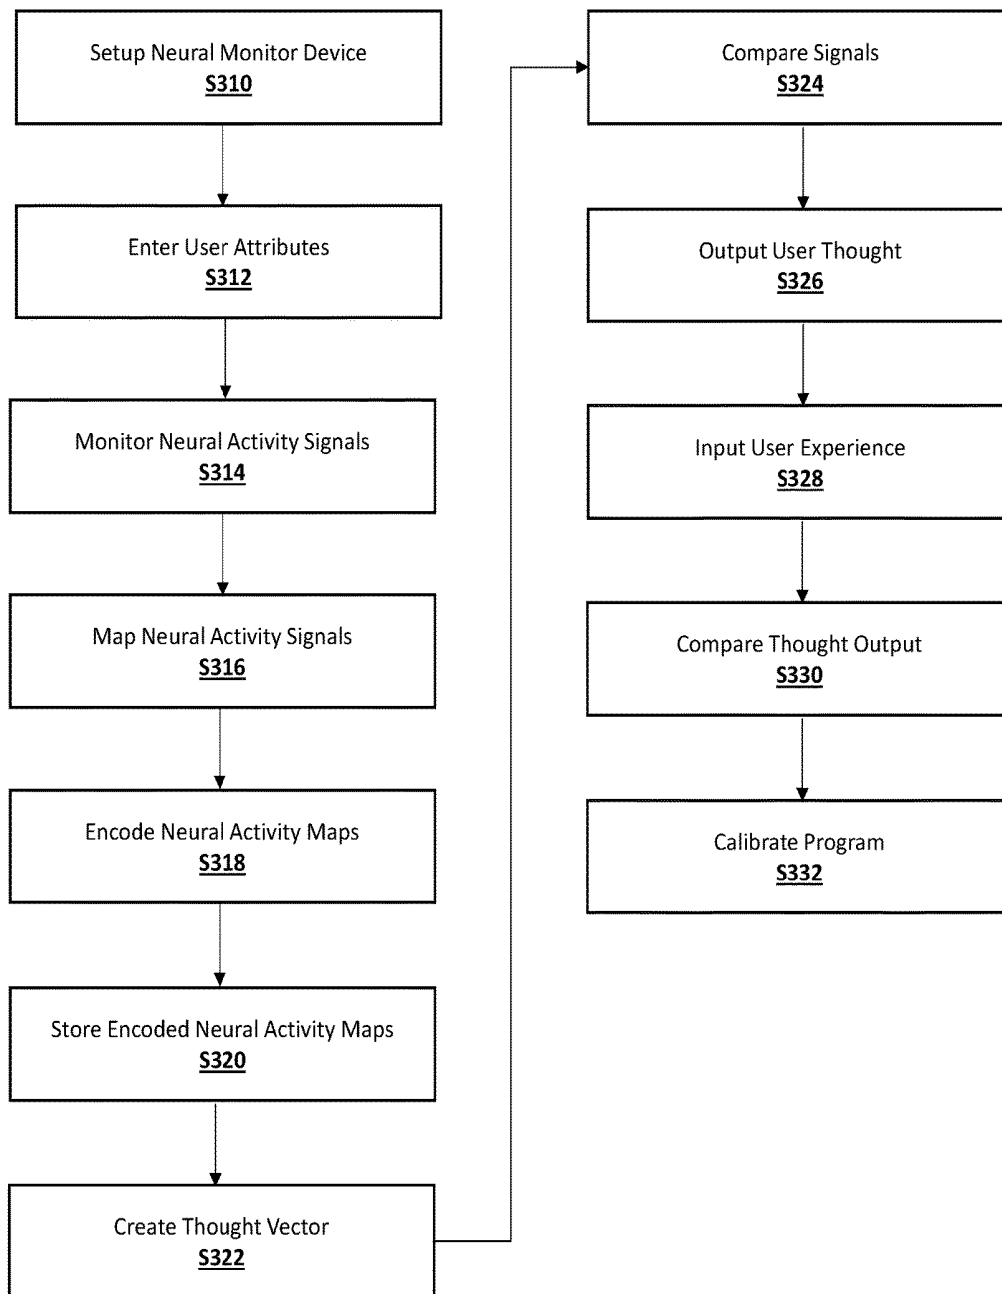 Setup Neural Monitor Device
S310
Enter User Attributes
S312
Monitor Neural Activity Signals
S314
Map Neural Activity Signals
S316
Encode Neural Activity Maps
S318
Store Encoded Neural Activity Maps
S320
Create Thought Vector
S322
Compare Signals
S324
Output User Thought
S326
Input User Experience
S328
Compare Thought Output
S330
Calibrate Program
S332